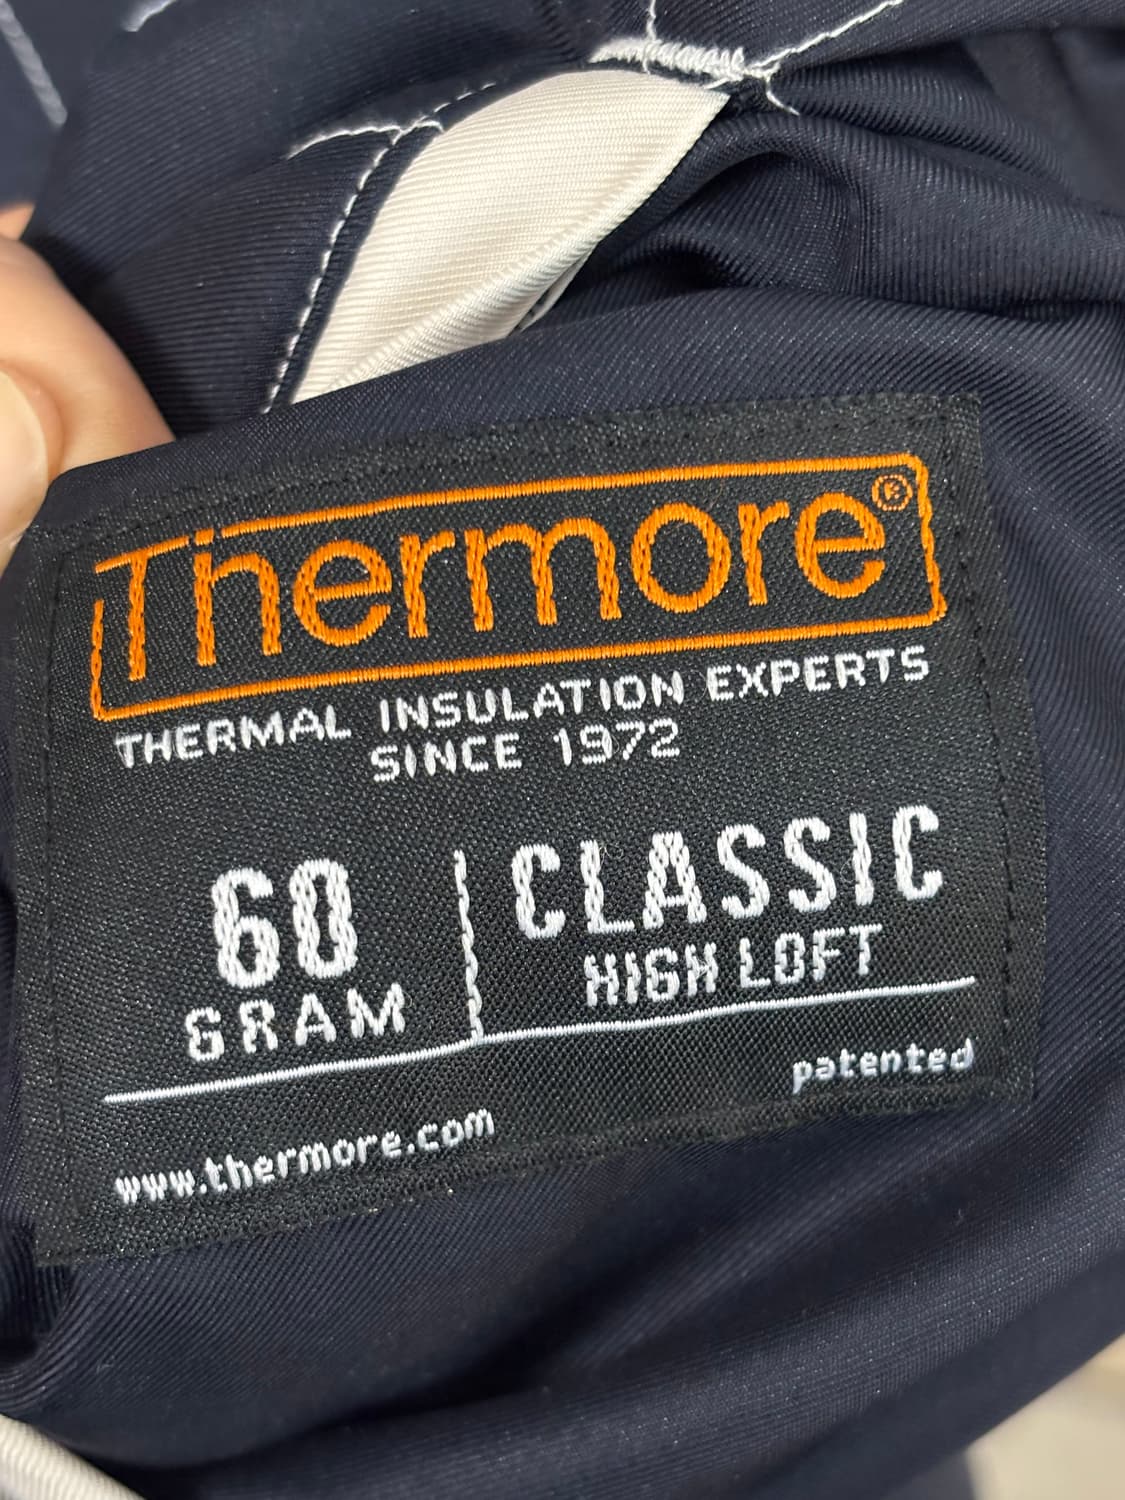 Thermore®
THERMAL INSULATION EXPERTS
SINCE 1972
60
GRAM
CLASSIC
HIGH LOFT
patented
www.thermore.com